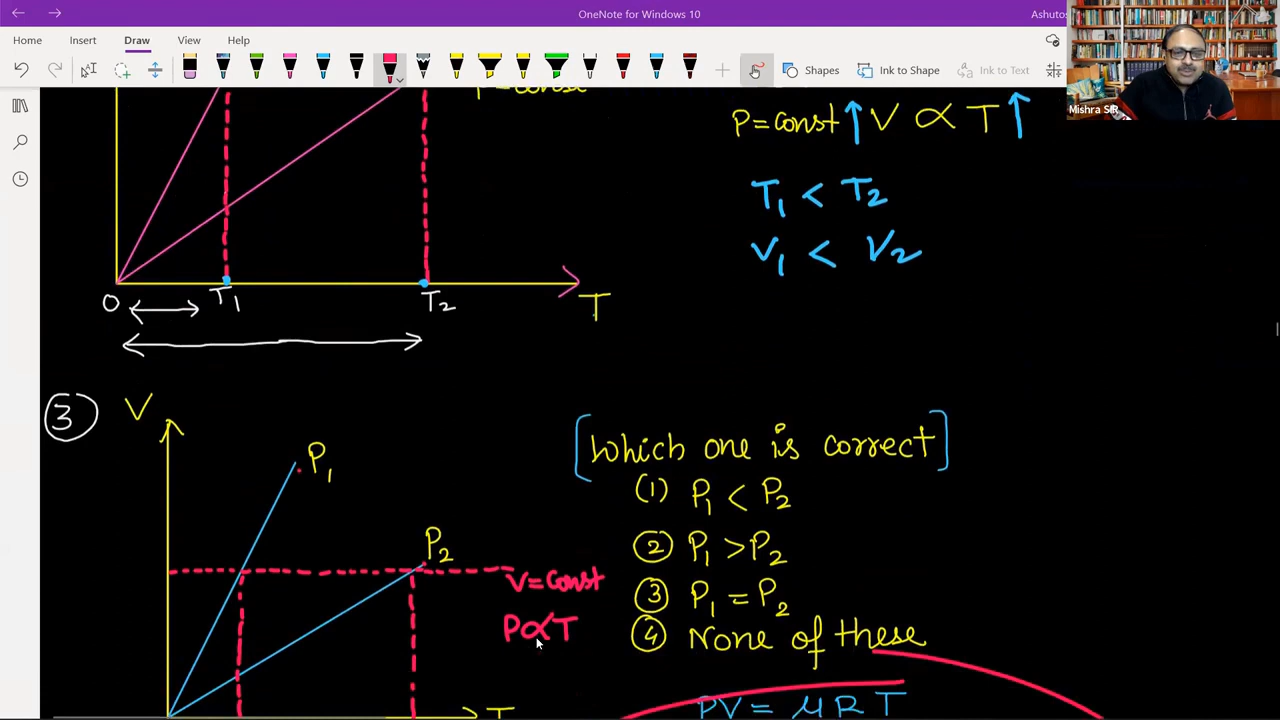 OneNote for Windows 10
Ashutos
Home Insert Draw View Help
Shapes Ink to Shape Ink to Text
Mishra SIR
P = const V ∝ T
T1 < T2
V1 < V2
O T1 T2 T
3 V
P1
P2
V = Const
P ∝ T
T
[Which one is correct]
(1) P1 < P2
2 P1 > P2
3 P1 = P2
4 None of these
PV = μRT